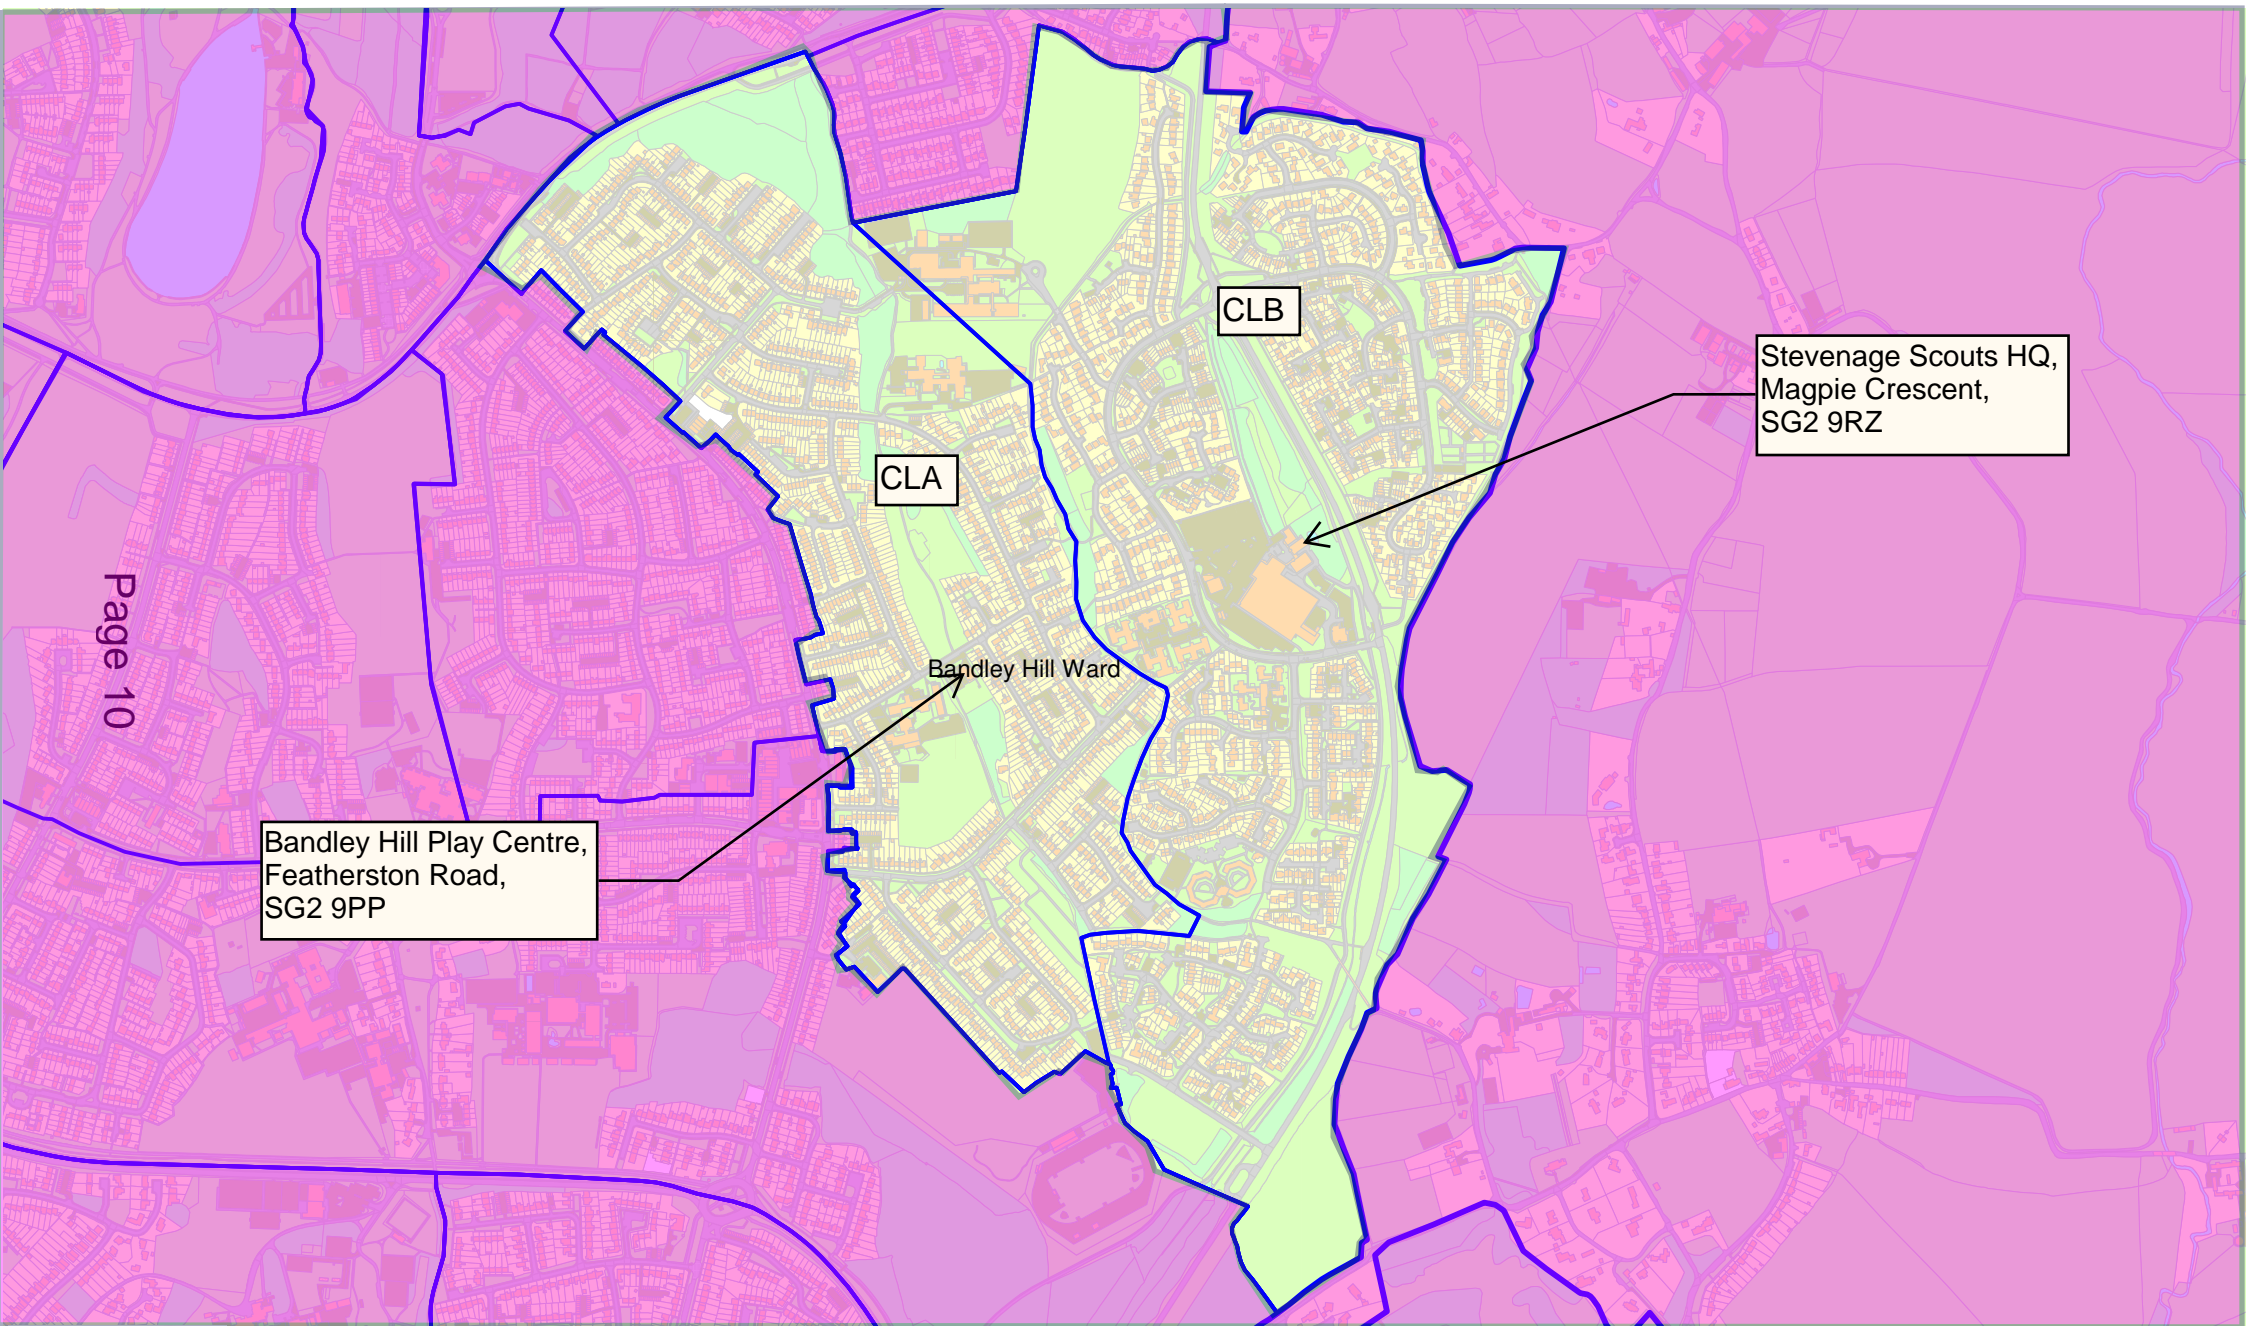 CLB
Stevenage Scouts HQ,
Magpie Crescent,
SG2 9RZ
CLA
Page 10
Bandley Hill Ward
Bandley Hill Play Centre,
Featherston Road,
SG2 9PP